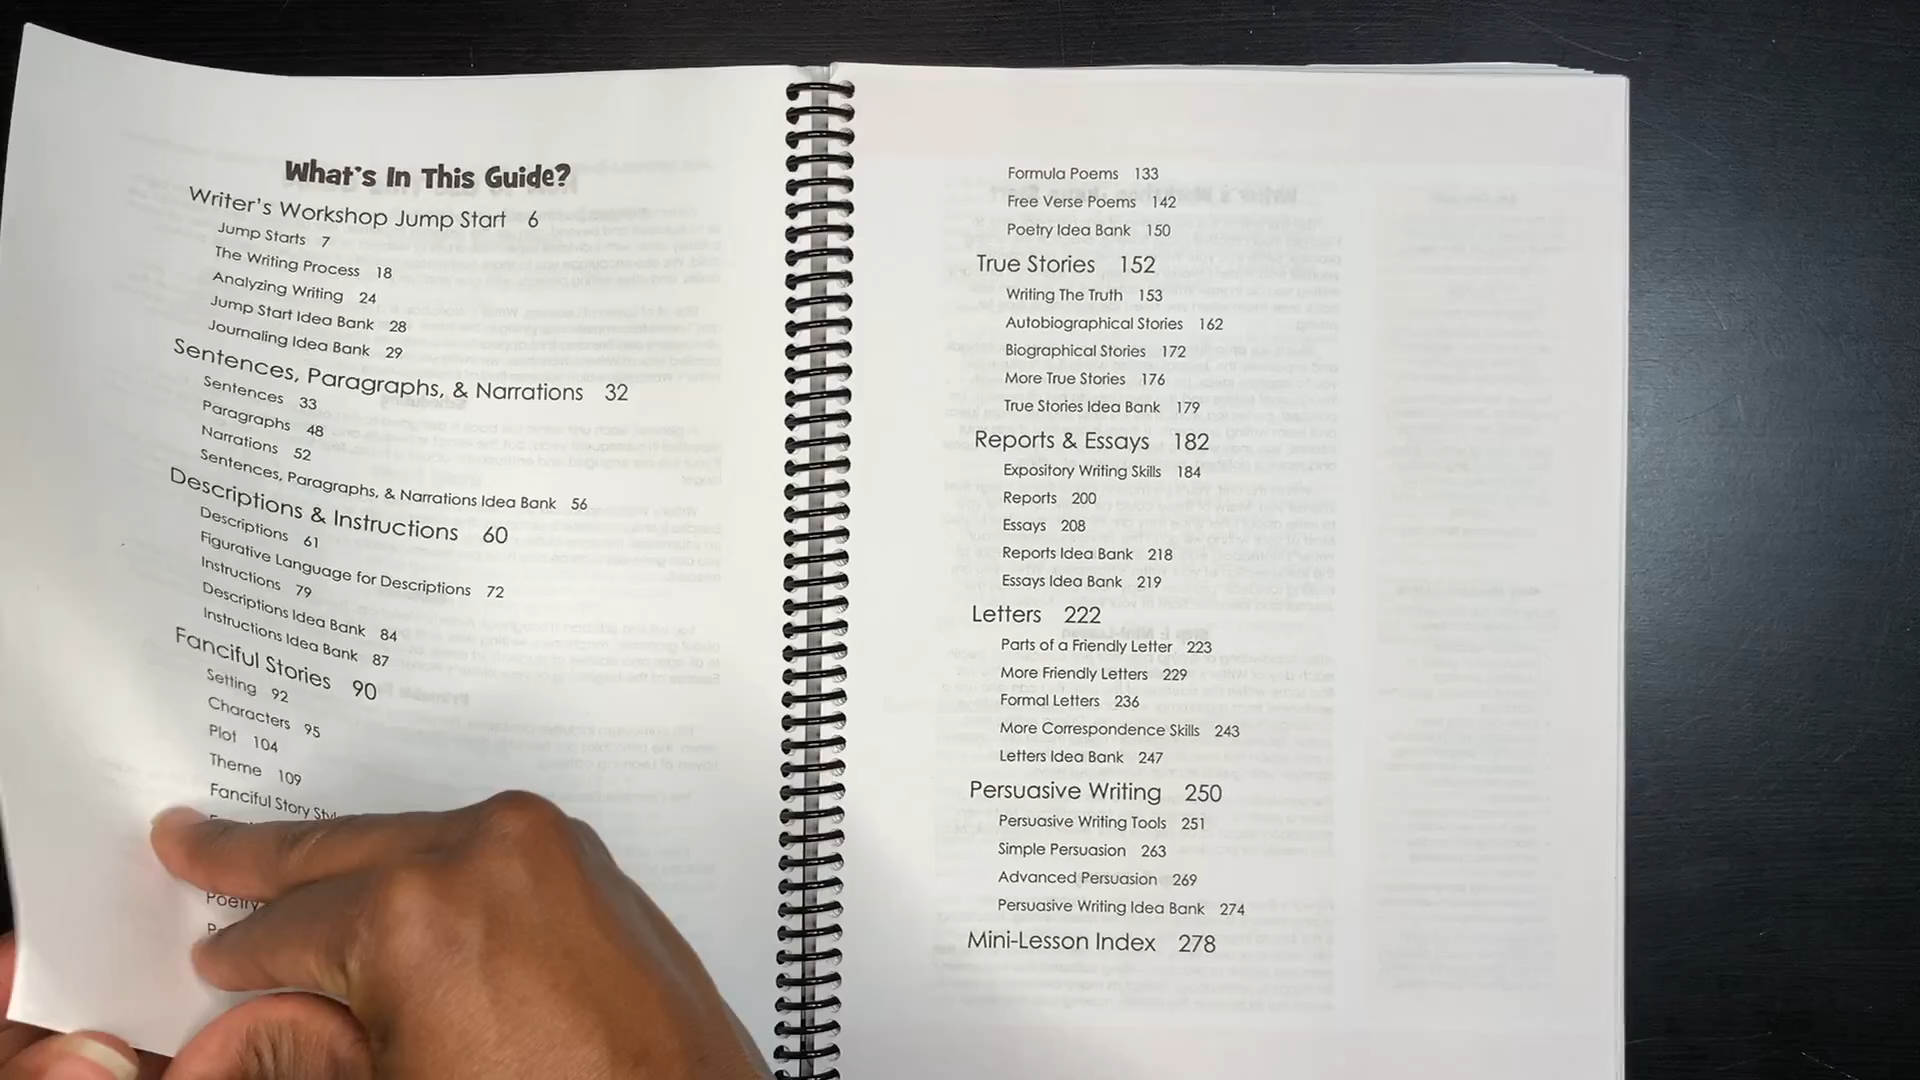 What's In This Guide?
Writer's Workshop Jump Start 6
Jump Starts 7
The Writing Process 18
Analyzing Writing 24
Jump Start Idea Bank 28
Journaling Idea Bank 29
Sentences, Paragraphs, & Narrations 32
Sentences 33
Paragraphs 48
Narrations 52
Sentences, Paragraphs, & Narrations Idea Bank 56
Descriptions & Instructions 60
Descriptions 61
Figurative Language for Descriptions 72
Instructions 79
Descriptions Idea Bank 84
Instructions Idea Bank 87
Fanciful Stories 90
Setting 92
Characters 95
Plot 104
Theme 109
Fanciful Story
Poetry
Formula Poems 133
Free Verse Poems 142
Poetry Idea Bank 150
True Stories 152
Writing The Truth 153
Autobiographical Stories 162
Biographical Stories 172
More True Stories 176
True Stories Idea Bank 179
Reports & Essays 182
Expository Writing Skills 184
Reports 200
Essays 208
Reports Idea Bank 218
Essays Idea Bank 219
Letters 222
Parts of a Friendly Letter 223
More Friendly Letters 229
Formal Letters 236
More Correspondence Skills 243
Letters Idea Bank 247
Persuasive Writing 250
Persuasive Writing Tools 251
Simple Persuasion 263
Advanced Persuasion 269
Persuasive Writing Idea Bank 274
Mini-Lesson Index 278